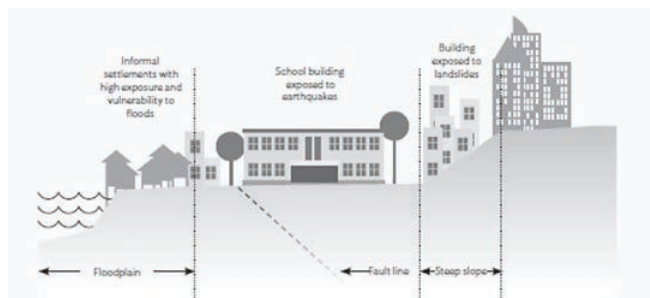 Informal
settlements with
high exposure and
vulnerability to
floods
School building
exposed to
earthquakes
Building
exposed to
landslides
Floodplain
Fault line
Steep slope